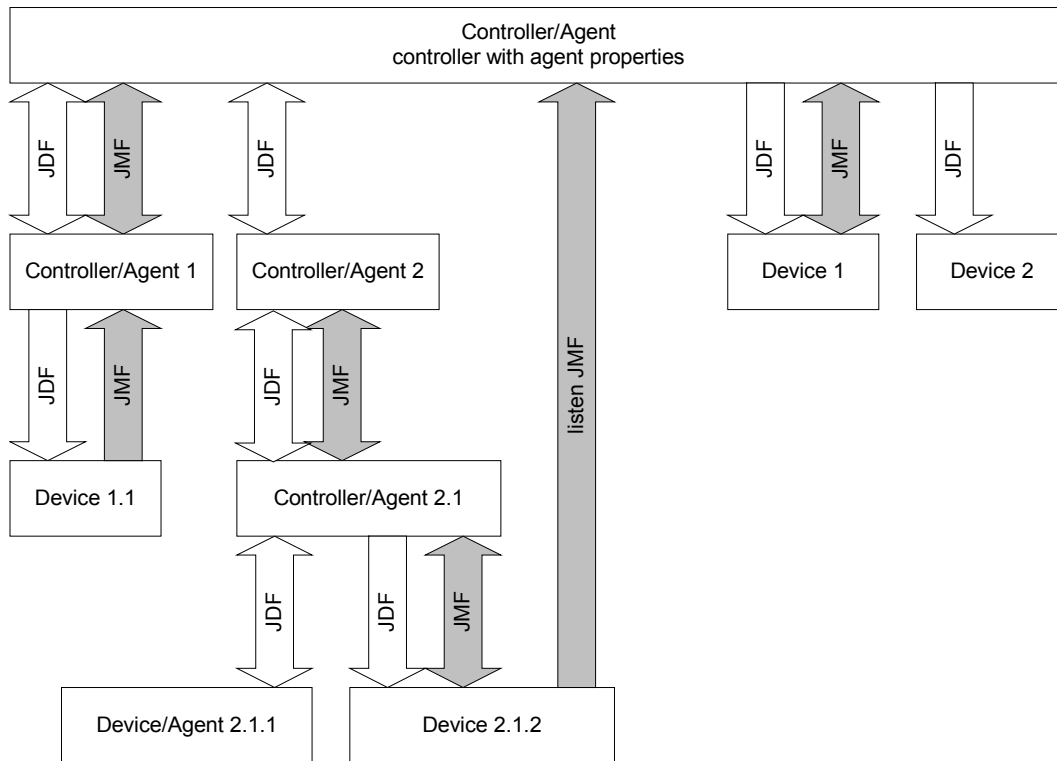 Controller/Agent
controller with agent properties
JDF
JMF
JDF
JDF
JMF
JDF
Controller/Agent 1
Controller/Agent 2
Device 1
Device 2
JDF
JMF
JDF
JMF
listen JMF
Device 1.1
Controller/Agent 2.1
JDF
JDF
JMF
Device/Agent 2.1.1
Device 2.1.2